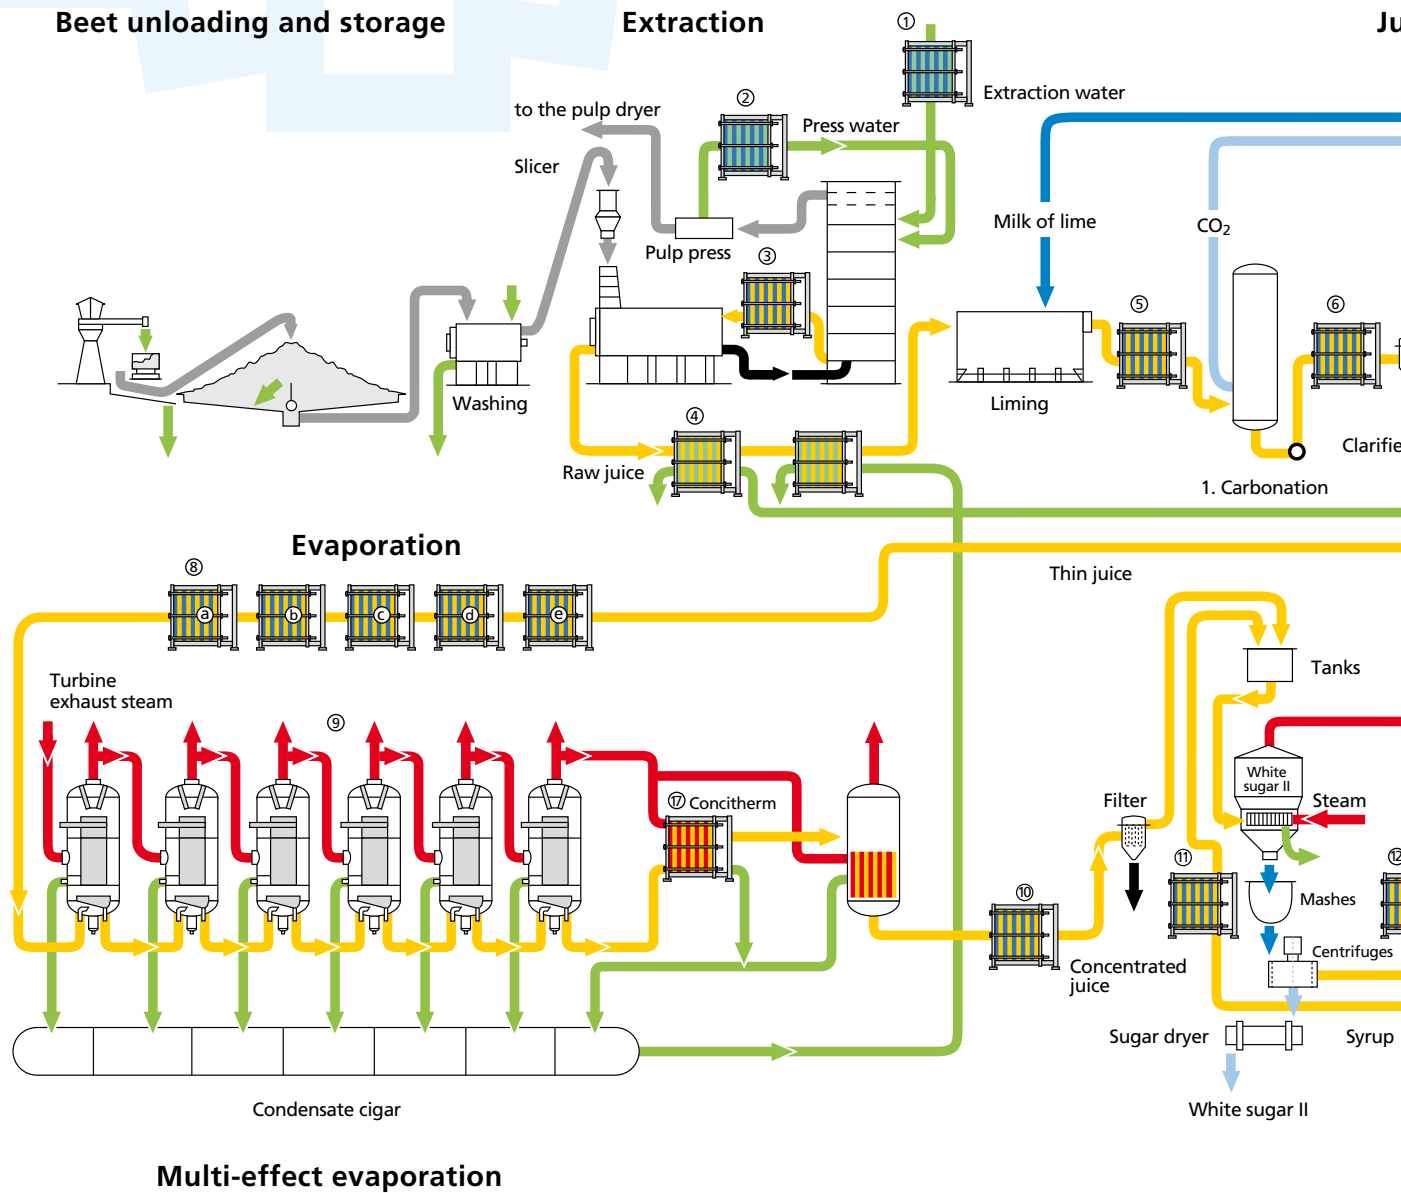 Beet unloading and storage
Extraction
Ju
①
Extraction water
②
to the pulp dryer
Press water
Slicer
Milk of lime
CO₂
Pulp press
③
⑤
⑥
Washing
Liming
④
Clarifie
Raw juice
1. Carbonation
Evaporation
⑧
Thin juice
a
b
c
d
e
Turbine
exhaust steam
Tanks
⑨
White
sugar II
⑰ Concitherm
Filter
Steam
⑪
⑫
⑩
Mashes
Concentrated
juice
Centrifuges
Sugar dryer
Syrup
Condensate cigar
White sugar II
Multi-effect evaporation